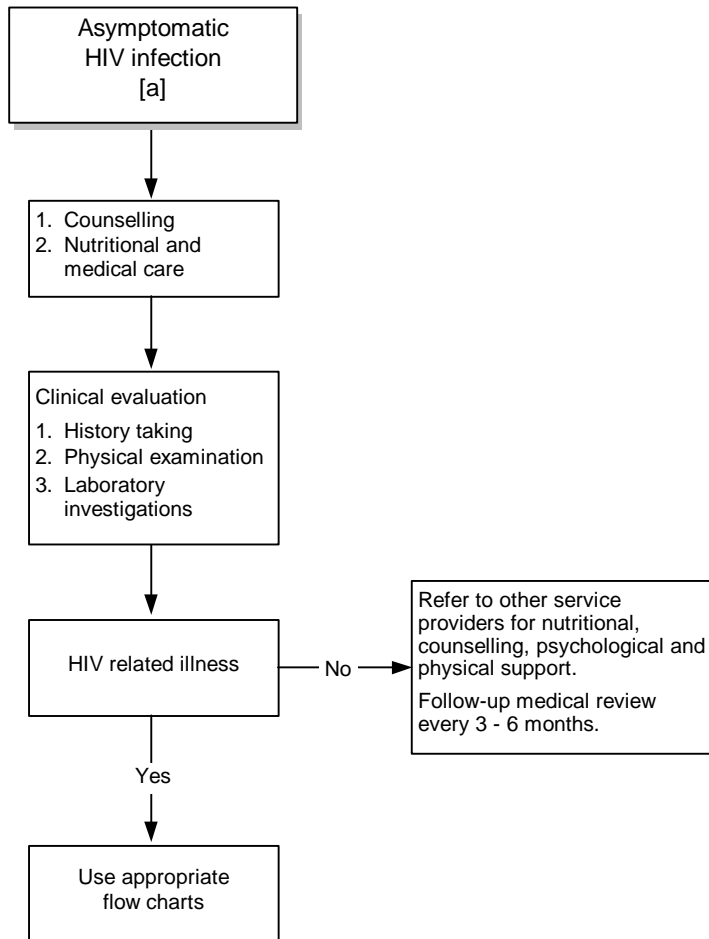 Asymptomatic
HIV infection
[a]
1. Counselling
2. Nutritional and
medical care
Clinical evaluation
1. History taking
2. Physical examination
3. Laboratory
investigations
HIV related illness
No
Refer to other service
providers for nutritional,
counselling, psychological and
physical support.
Follow-up medical review
every 3 - 6 months.
Yes
Use appropriate
flow charts